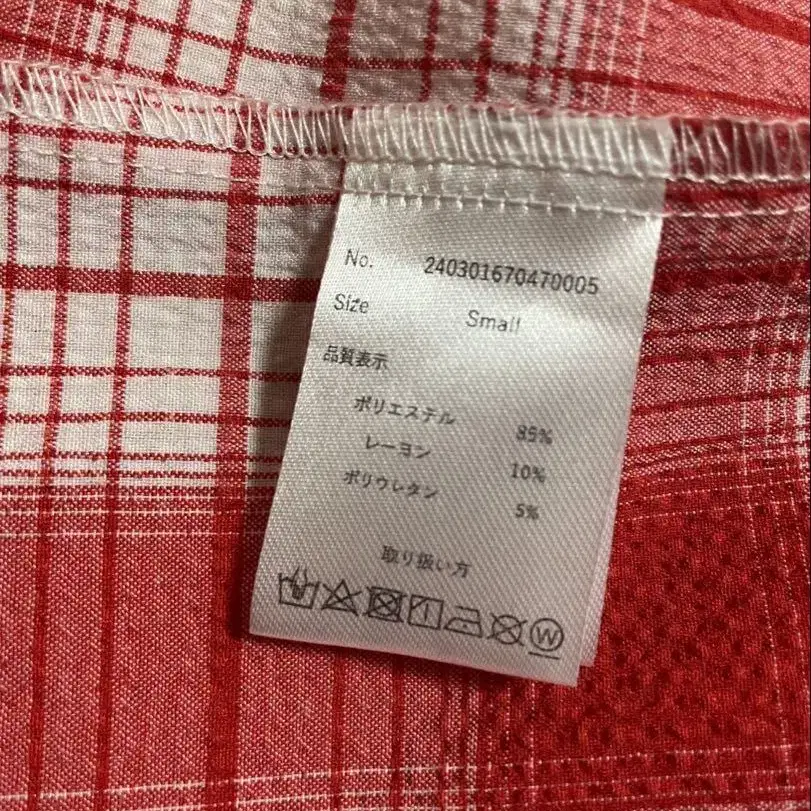 No. 240301670470005
Size Small
品質表示
ポリエステル 85%
レーヨン 10%
ポリウレタン 5%
取り扱い方
W